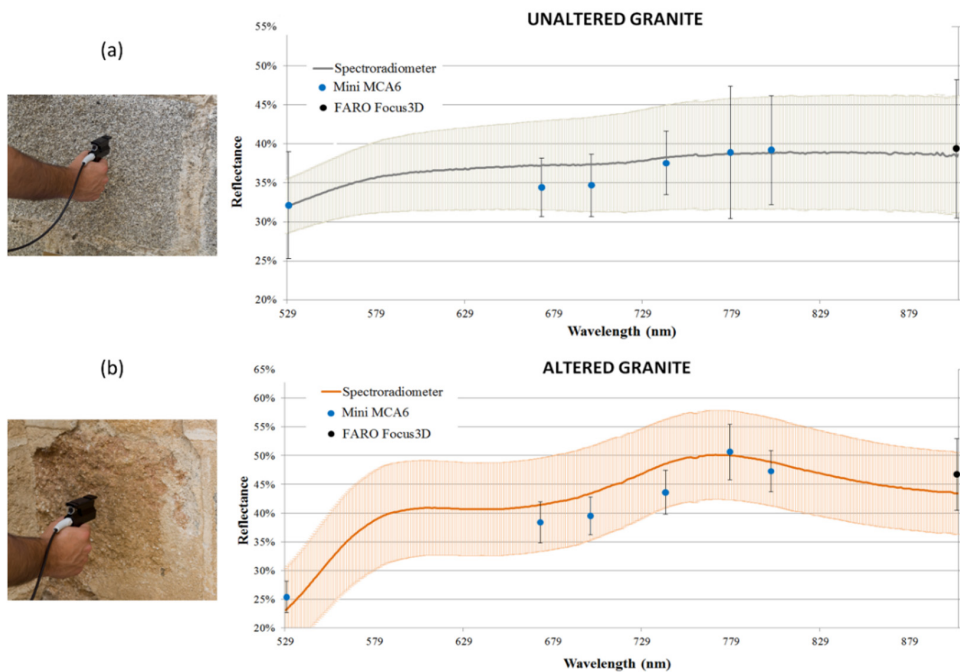 UNALTERED GRANITE
(a)
55%
50%
45%
40%
35%
30%
25%
20%
Reflectance
Spectroradiometer
Mini MCA6
FARO Focus3D
529 579 629 679 729 779 829 879
Wavelength (nm)
ALTERED GRANITE
(b)
65%
60%
55%
50%
45%
40%
35%
30%
25%
20%
Reflectance
Spectroradiometer
Mini MCA6
FARO Focus3D
529 579 629 679 729 779 829 879
Wavelength (nm)